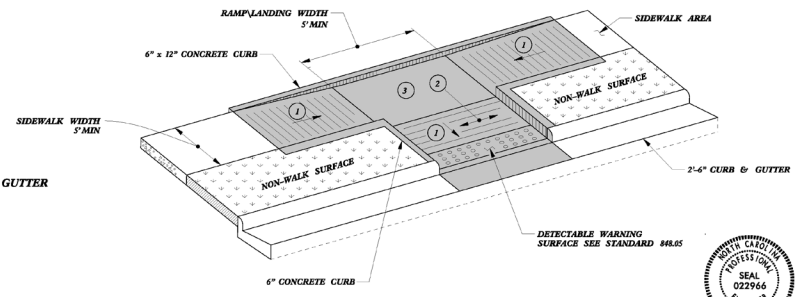 RAMP\LANDING WIDTH
5' MIN
SIDEWALK AREA
6" x 12" CONCRETE CURB
1
3
2
1
1
NON-WALK SURFACE
SIDEWALK WIDTH
5' MIN
NON-WALK SURFACE
GUTTER
2'-6" CURB & GUTTER
DETECTABLE WARNING
SURFACE SEE STANDARD 848.05
6" CONCRETE CURB
NORTH CAROLINA
PROFESSIONAL
SEAL
022966